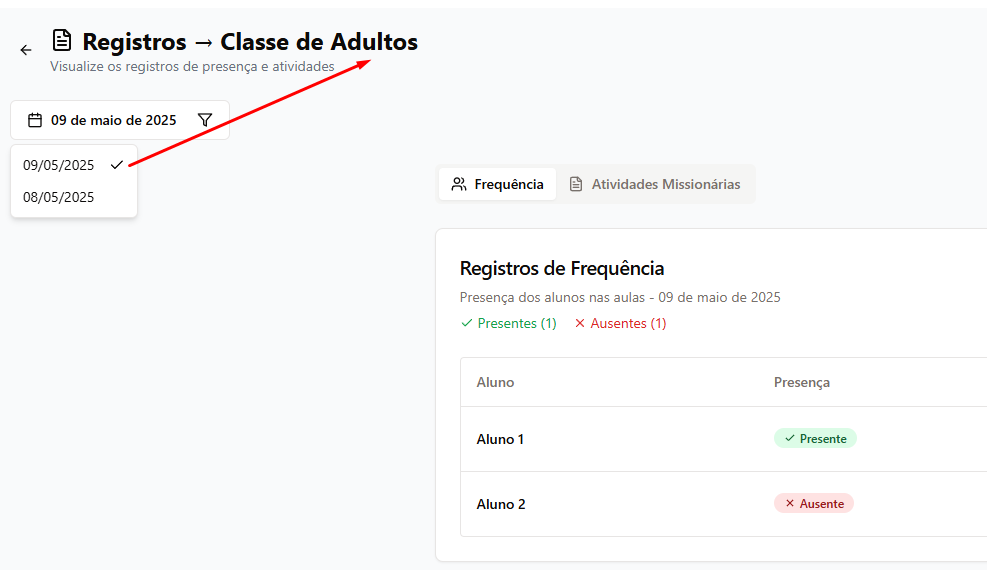 Registros → Classe de Adultos
Visualize os registros de presença e atividades
09 de maio de 2025
09/05/2025
08/05/2025
Frequência
Atividades Missionárias
Registros de Frequência
Presença dos alunos nas aulas - 09 de maio de 2025
Presentes (1) Ausentes (1)
Aluno Presença
Aluno 1 Presente
Aluno 2 Ausente